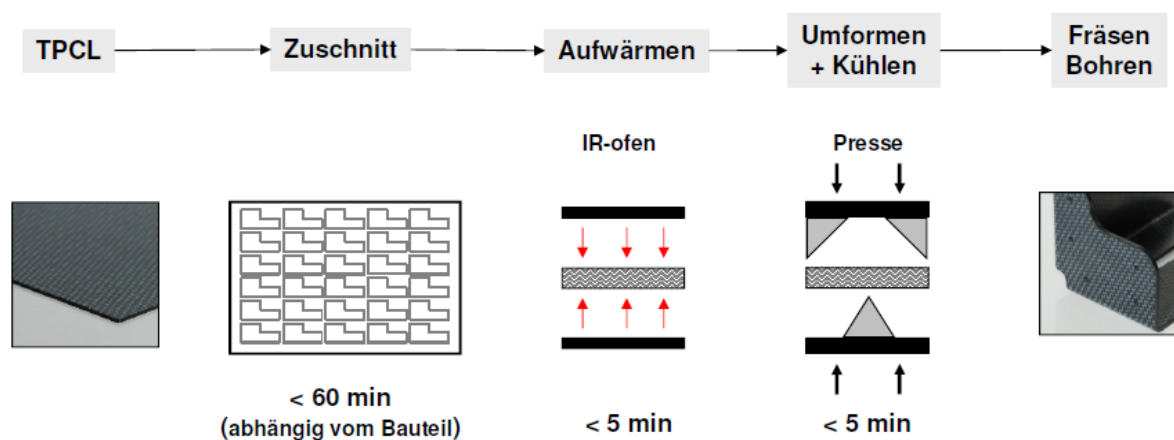 TPCL
Zuschnitt
Aufwärmen
Umformen
+ Kühlen
Fräsen
Bohren
IR-ofen
Presse
< 60 min
(abhängig vom Bauteil)
< 5 min
< 5 min